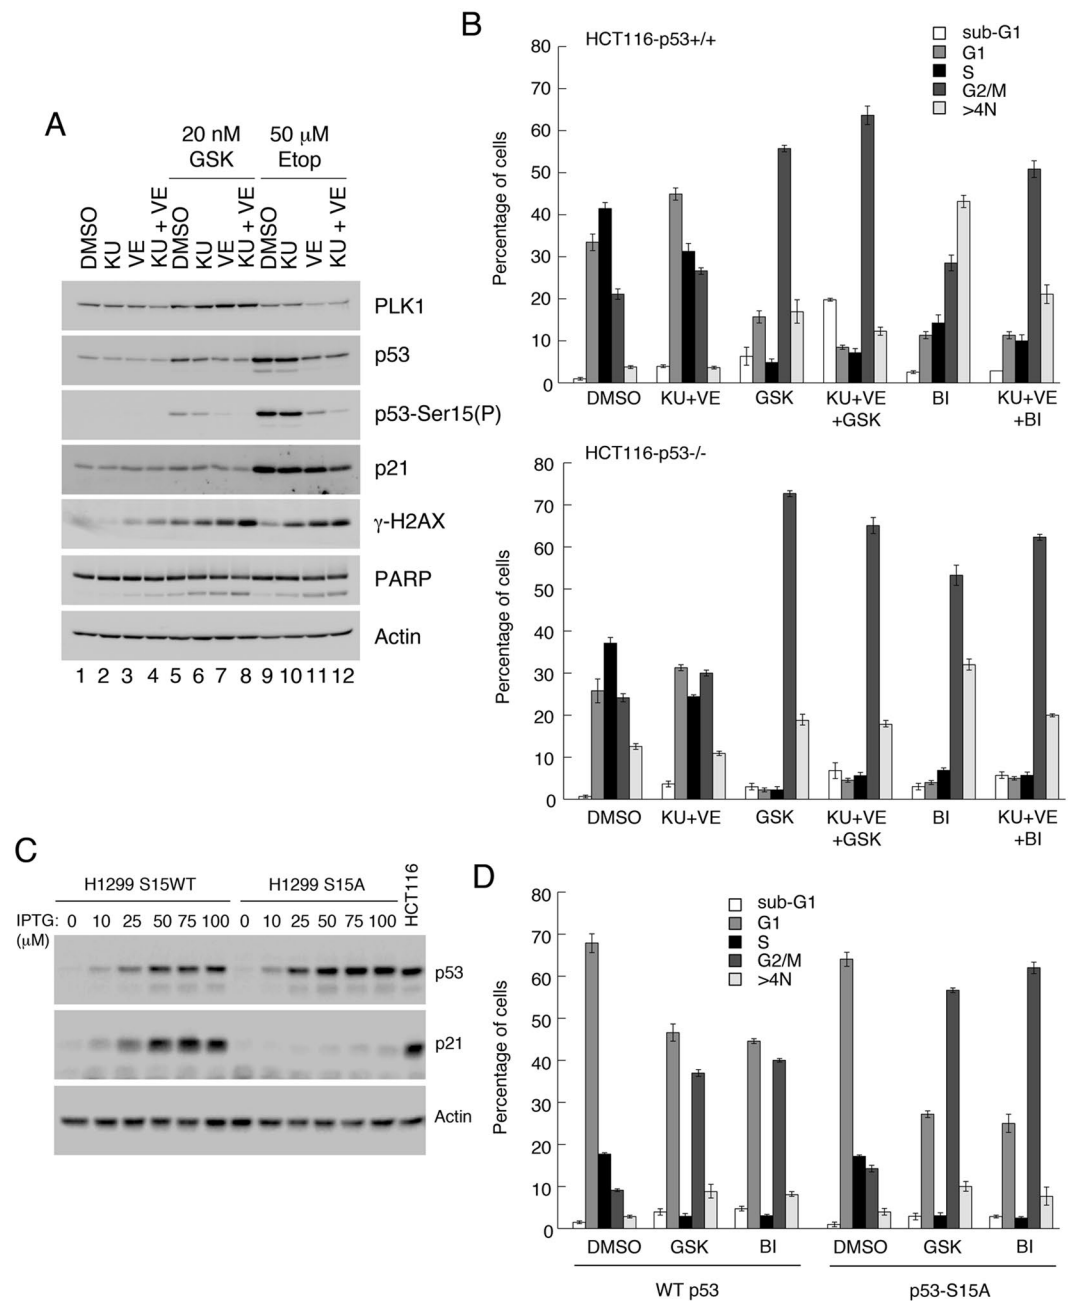 A
20 nM
GSK
50 μM
Etop
DMSO
KU
VE
KU + VE
DMSO
KU
VE
KU + VE
DMSO
KU
VE
KU + VE
PLK1
p53
p53-Ser15(P)
p21
γ-H2AX
PARP
Actin
1 2 3 4 5 6 7 8 9 10 11 12
B
HCT116-p53+/+
sub-G1
G1
S
G2/M
>4N
Percentage of cells
80
70
60
50
40
30
20
10
0
DMSO KU+VE GSK KU+VE BI KU+VE
+GSK +BI
HCT116-p53-/-
Percentage of cells
80
70
60
50
40
30
20
10
0
DMSO KU+VE GSK KU+VE BI KU+VE
+GSK +BI
C
H1299 S15WT H1299 S15A HCT116
IPTG: 0 10 25 50 75 100 0 10 25 50 75 100
(μM)
p53
p21
Actin
D
sub-G1
G1
S
G2/M
>4N
Percentage of cells
80
70
60
50
40
30
20
10
0
DMSO GSK BI DMSO GSK BI
WT p53 p53-S15A